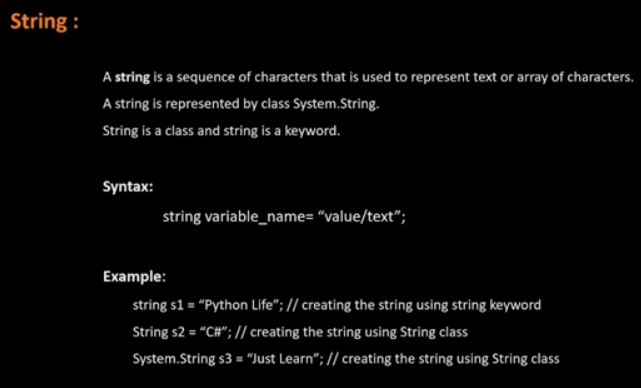 String :
A string is a sequence of characters that is used to represent text or array of characters.
A string is represented by class System.String.
String is a class and string is a keyword.
Syntax:
string variable_name= “value/text”;
Example:
string s1 = “Python Life”; // creating the string using string keyword
String s2 = “C#”; // creating the string using String class
System.String s3 = “Just Learn”; // creating the string using String class